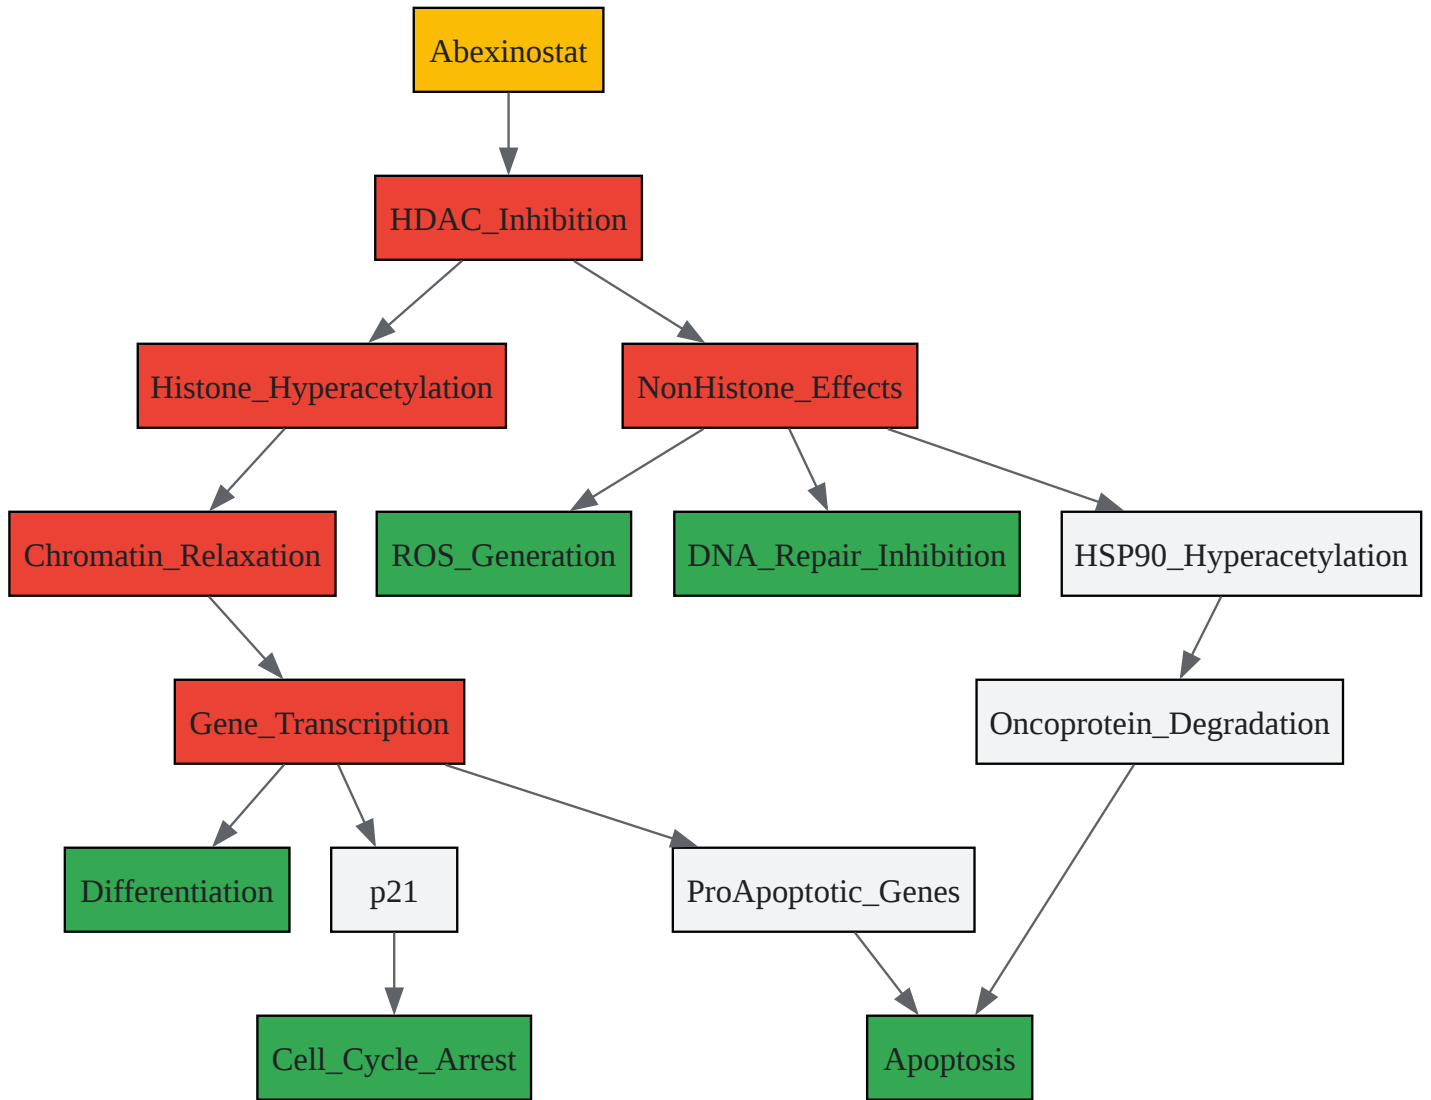 Abexinostat
HDAC_Inhibition
Histone_Hyperacetylation
NonHistone_Effects
Chromatin_Relaxation
ROS_Generation
DNA_Repair_Inhibition
HSP90_Hyperacetylation
Gene_Transcription
Oncoprotein_Degradation
Differentiation
p21
ProApoptotic_Genes
Cell_Cycle_Arrest
Apoptosis